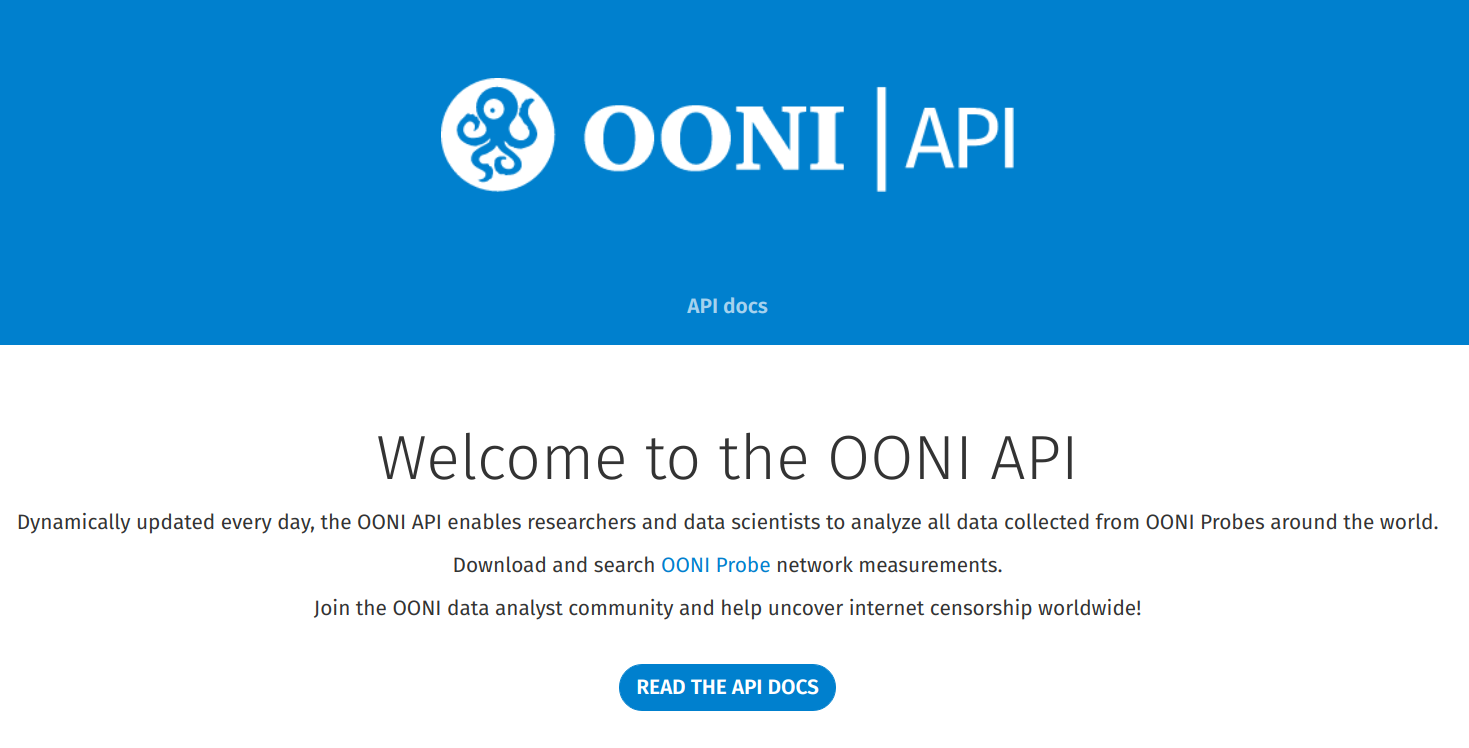 OONI | API
API docs
Welcome to the OONI API
Dynamically updated every day, the OONI API enables researchers and data scientists to analyze all data collected from OONI Probes around the world.
Download and search OONI Probe network measurements.
Join the OONI data analyst community and help uncover internet censorship worldwide!
READ THE API DOCS